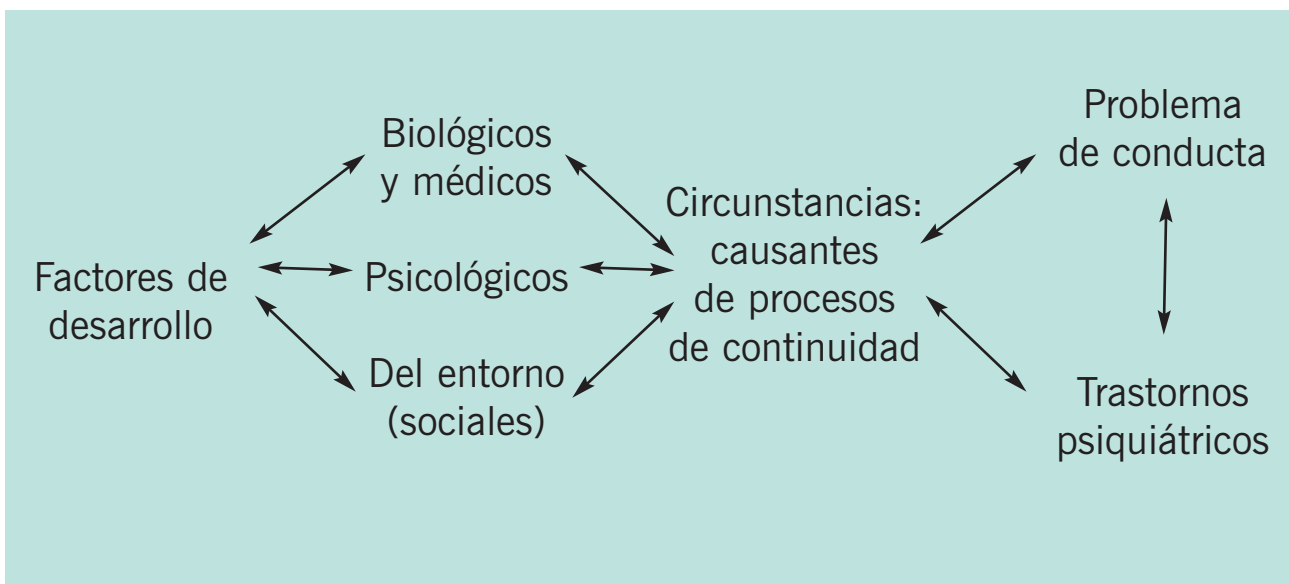 Factores de
desarrollo
Biológicos
y médicos
Psicológicos
Del entorno
(sociales)
Circunstancias:
causantes
de procesos
de continuidad
Problema
de conducta
Trastornos
psiquiátricos